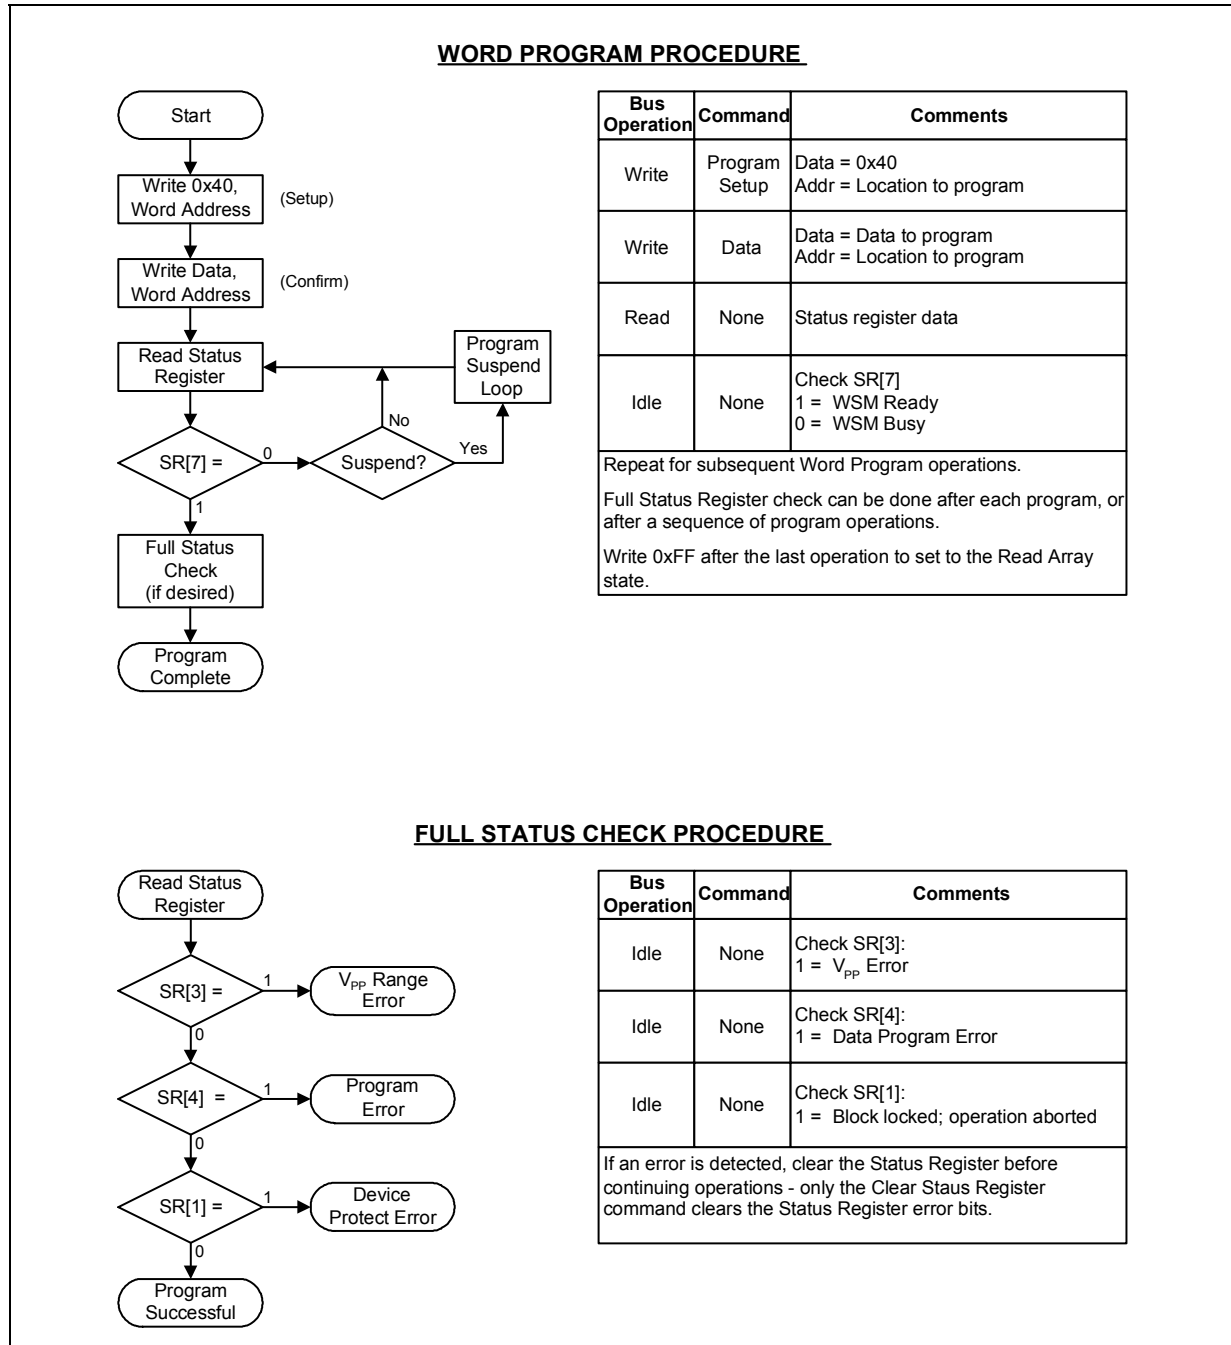 WORD PROGRAM PROCEDURE
Start
Write 0x40,
Word Address
(Setup)
Write Data,
Word Address
(Confirm)
Read Status
Register
Program
Suspend
Loop
No
SR[7] =
0
Suspend?
Yes
1
Full Status
Check
(if desired)
Program
Complete
Bus
Operation
Command
Comments
Write
Program
Setup
Data = 0x40
Addr = Location to program
Write
Data
Data = Data to program
Addr = Location to program
Read
None
Status register data
Idle
None
Check SR[7]
1 = WSM Ready
0 = WSM Busy
Repeat for subsequent Word Program operations.
Full Status Register check can be done after each program, or
after a sequence of program operations.
Write 0xFF after the last operation to set to the Read Array
state.
FULL STATUS CHECK PROCEDURE
Read Status
Register
SR[3] =
1
VPP Range
Error
0
SR[4] =
1
Program
Error
0
SR[1] =
1
Device
Protect Error
0
Program
Successful
Bus
Operation
Command
Comments
Idle
None
Check SR[3]:
1 = VPP Error
Idle
None
Check SR[4]:
1 = Data Program Error
Idle
None
Check SR[1]:
1 = Block locked; operation aborted
If an error is detected, clear the Status Register before
continuing operations - only the Clear Staus Register
command clears the Status Register error bits.